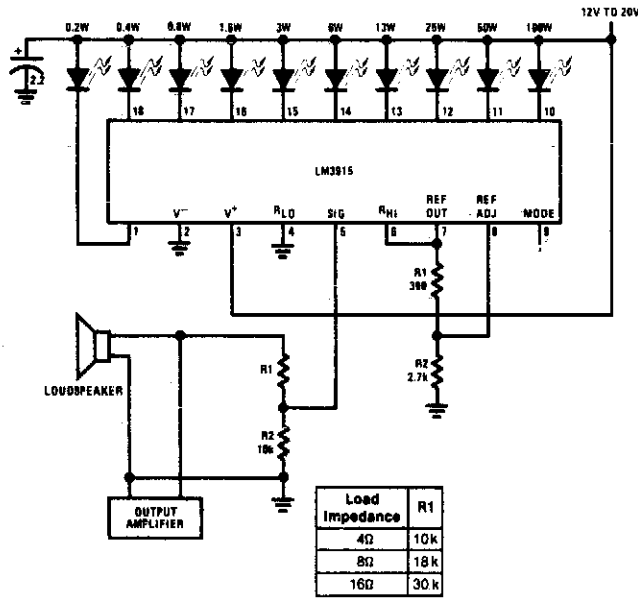 12V TO 20V
0.2W 0.4W 0.8W 1.6W 3W 6W 13W 25W 50W 100W
+
2.2
18 17 16 15 14 13 12 11 10
LM3915
V⁻ V⁺ RLO SIG RHI REF OUT REF ADJ MODE
1 2 3 4 5 6 7 8 9
R1
390
R2
2.7k
LOUDSPEAKER
R1
R2
10k
OUTPUT
AMPLIFIER
Load Impedance R1
4Ω 10k
8Ω 18k
16Ω 30k